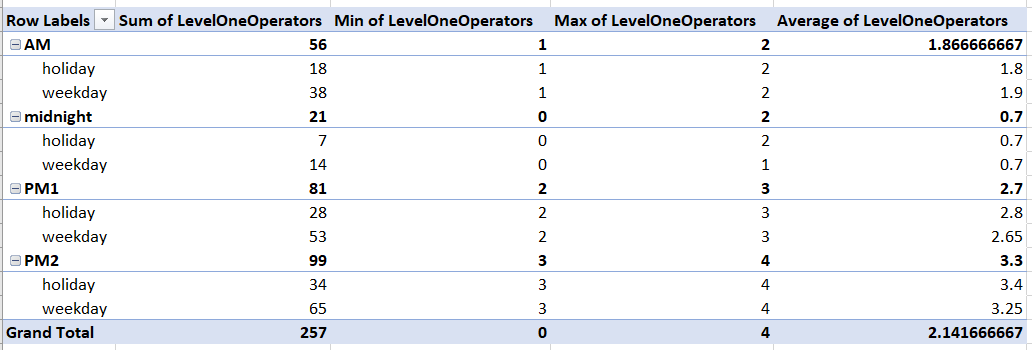 Row Labels Sum of LevelOneOperators Min of LevelOneOperators Max of LevelOneOperators Average of LevelOneOperators
AM 56 1 2 1.866666667
holiday 18 1 2 1.8
weekday 38 1 2 1.9
midnight 21 0 2 0.7
holiday 7 0 2 0.7
weekday 14 0 1 0.7
PM1 81 2 3 2.7
holiday 28 2 3 2.8
weekday 53 2 3 2.65
PM2 99 3 4 3.3
holiday 34 3 4 3.4
weekday 65 3 4 3.25
Grand Total 257 0 4 2.141666667